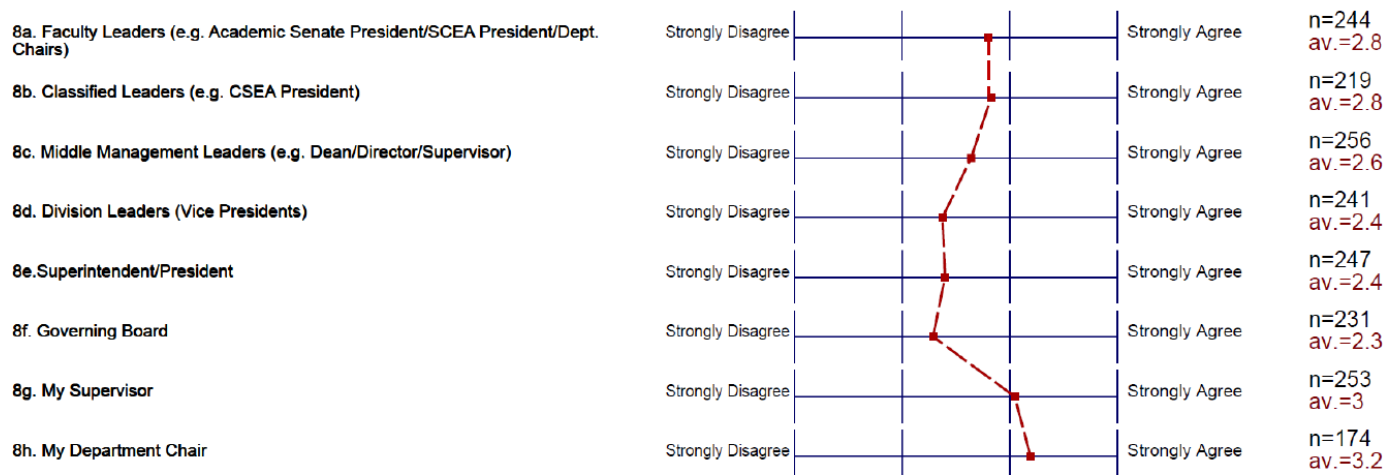 8a. Faculty Leaders (e.g. Academic Senate President/SCEA President/Dept. Chairs) Strongly Disagree Strongly Agree n=244
av.=2.8
8b. Classified Leaders (e.g. CSEA President) Strongly Disagree Strongly Agree n=219
av.=2.8
8c. Middle Management Leaders (e.g. Dean/Director/Supervisor) Strongly Disagree Strongly Agree n=256
av.=2.6
8d. Division Leaders (Vice Presidents) Strongly Disagree Strongly Agree n=241
av.=2.4
8e.Superintendent/President Strongly Disagree Strongly Agree n=247
av.=2.4
8f. Governing Board Strongly Disagree Strongly Agree n=231
av.=2.3
8g. My Supervisor Strongly Disagree Strongly Agree n=253
av.=3
8h. My Department Chair Strongly Disagree Strongly Agree n=174
av.=3.2